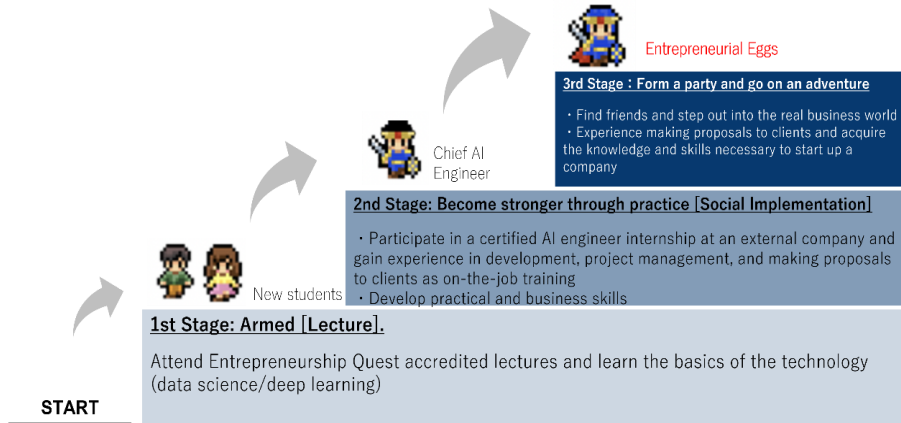 Entrepreneurial Eggs
3rd Stage：Form a party and go on an adventure
・Find friends and step out into the real business world
・Experience making proposals to clients and acquire
the knowledge and skills necessary to start up a
company
Chief AI
Engineer
2nd Stage: Become stronger through practice [Social Implementation]
・Participate in a certified AI engineer internship at an external company and
gain experience in development, project management, and making proposals
to clients as on-the-job training
・Develop practical and business skills
New students
1st Stage: Armed [Lecture].
Attend Entrepreneurship Quest accredited lectures and learn the basics of the technology
(data science/deep learning)
START